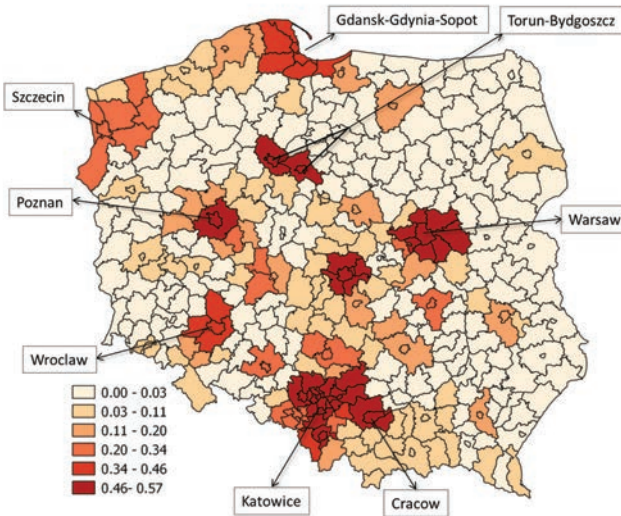 Gdansk-Gdynia-Sopot
Torun-Bydgoszcz
Szczecin
Poznan
Warsaw
Wroclaw
0.00 - 0.03
0.03 - 0.11
0.11 - 0.20
0.20 - 0.34
0.34 - 0.46
0.46- 0.57
Katowice
Cracow